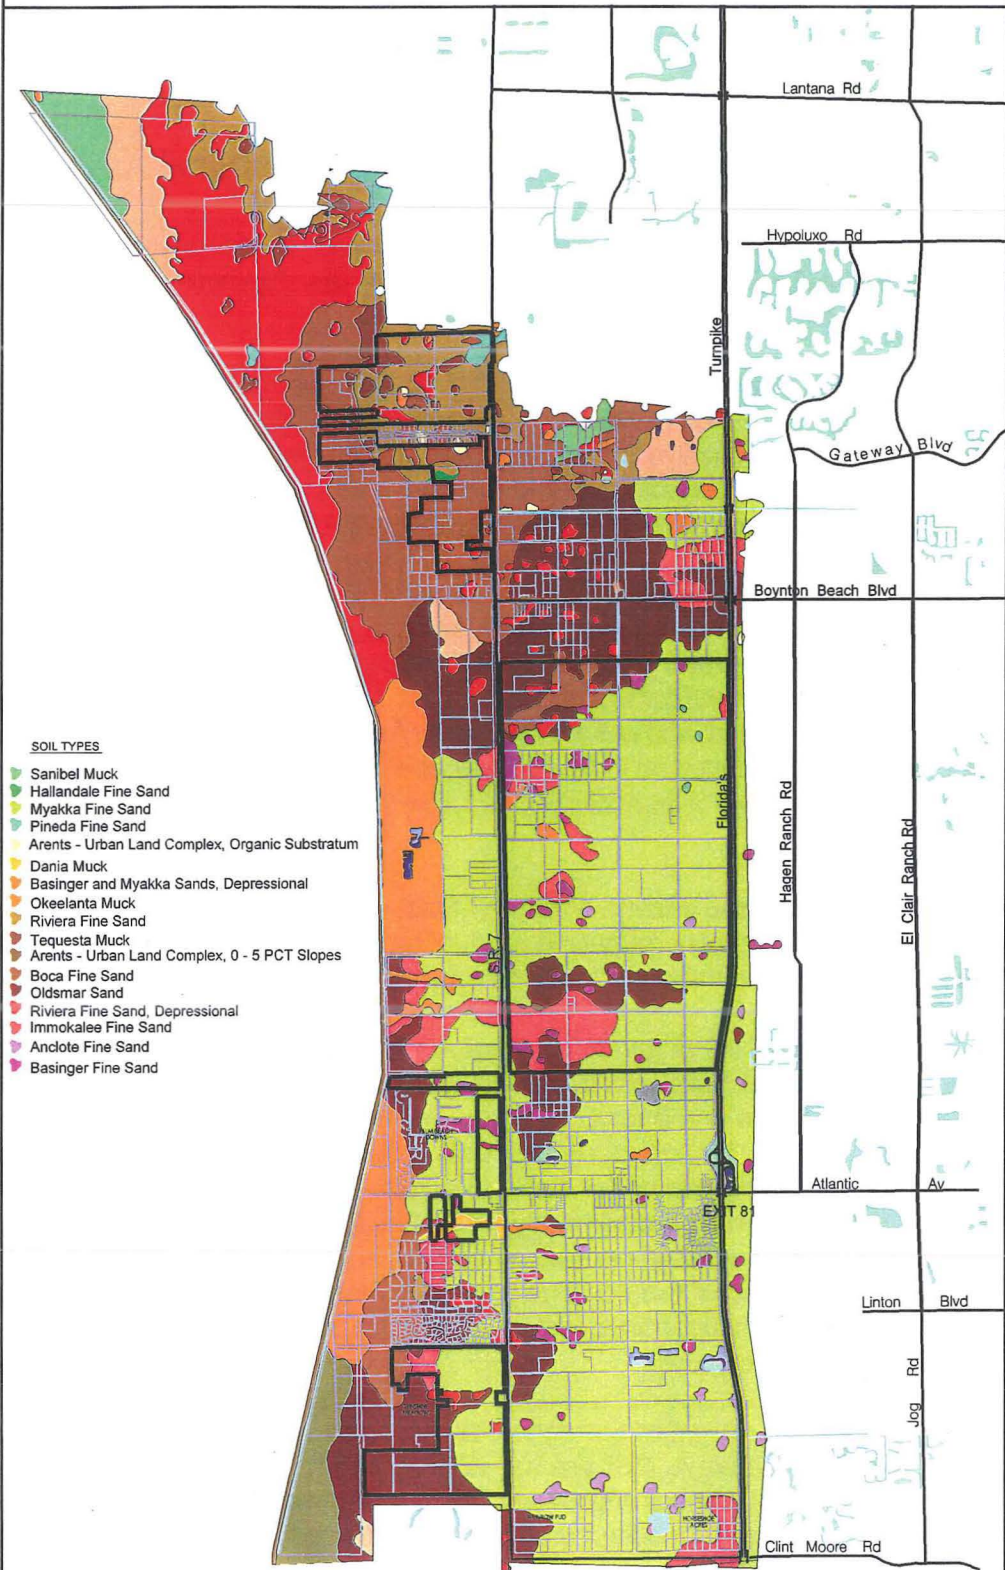 Lantana Rd
Hypoluxo Rd
Turnpike
Gateway Blvd
Boynton Beach Blvd
SOIL TYPES
Sanibel Muck
Hallandale Fine Sand
Myakka Fine Sand
Pineda Fine Sand
Arents - Urban Land Complex, Organic Substratum
Dania Muck
Basinger and Myakka Sands, Depressional
Okeelanta Muck
Riviera Fine Sand
Tequesta Muck
Arents - Urban Land Complex, 0 - 5 PCT Slopes
Boca Fine Sand
Oldsmar Sand
Riviera Fine Sand, Depressional
Immokalee Fine Sand
Anclote Fine Sand
Basinger Fine Sand
Florida's
Hagen Ranch Rd
El Clair Ranch Rd
Atlantic Av
EXIT 81
Linton Blvd
Jog Rd
HORSESHOE
ACRES
Clint Moore Rd